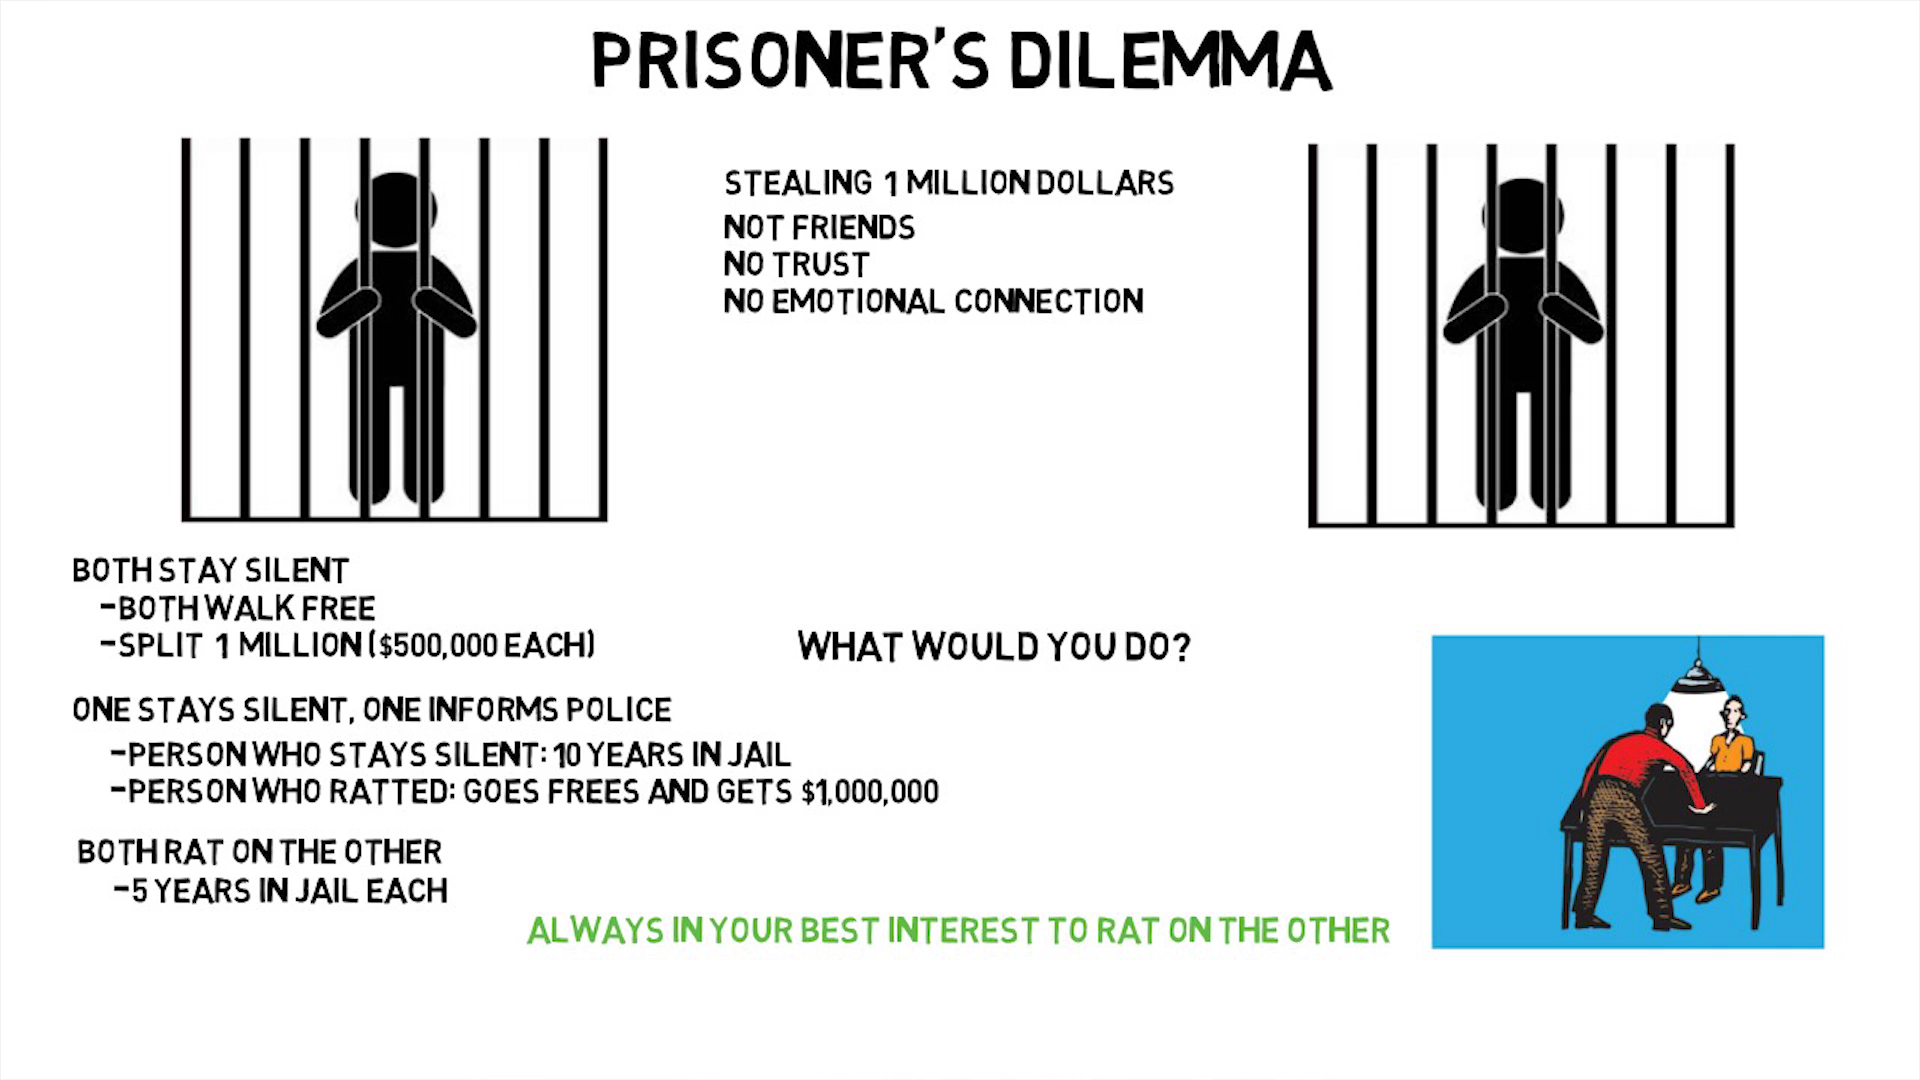 PRISONER'S DILEMMA
STEALING 1 MILLION DOLLARS
NOT FRIENDS
NO TRUST
NO EMOTIONAL CONNECTION
BOTH STAY SILENT
-BOTH WALK FREE
-SPLIT 1 MILLION ($500,000 EACH)
WHAT WOULD YOU DO?
ONE STAYS SILENT, ONE INFORMS POLICE
-PERSON WHO STAYS SILENT: 10 YEARS IN JAIL
-PERSON WHO RATTED: GOES FREES AND GETS $1,000,000
BOTH RAT ON THE OTHER
-5 YEARS IN JAIL EACH
ALWAYS IN YOUR BEST INTEREST TO RAT ON THE OTHER